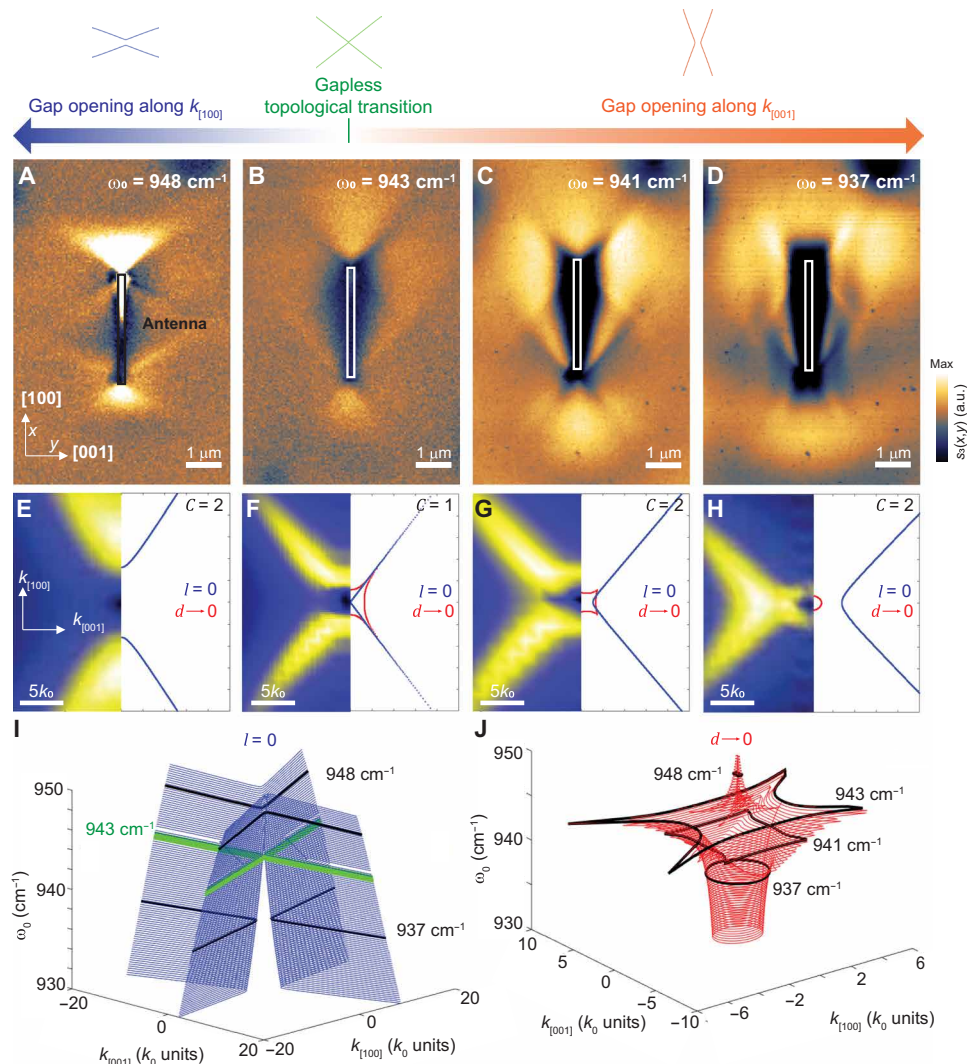 Gap opening along k[100]
Gapless
topological transition
Gap opening along k[001]
A
ω₀ = 948 cm⁻¹
Antenna
[100]
x
y
[001]
1 μm
B
ω₀ = 943 cm⁻¹
1 μm
C
ω₀ = 941 cm⁻¹
1 μm
D
ω₀ = 937 cm⁻¹
1 μm
Max
s₃(x,y) (a.u.)
E
C = 2
k[100]
k[001]
l = 0
d → 0
5k₀
F
C = 1
l = 0
d → 0
5k₀
G
C = 2
l = 0
d → 0
5k₀
H
C = 2
l = 0
d → 0
5k₀
I
l = 0
950
940
930
ω₀ (cm⁻¹)
948 cm⁻¹
943 cm⁻¹
937 cm⁻¹
−20
0
20
−20
0
20
k[001] (k₀ units)
k[100] (k₀ units)
J
d → 0
950
940
930
ω₀ (cm⁻¹)
948 cm⁻¹
943 cm⁻¹
941 cm⁻¹
937 cm⁻¹
10
5
0
−5
−10
−6
−2
2
6
k[001] (k₀ units)
k[100] (k₀ units)